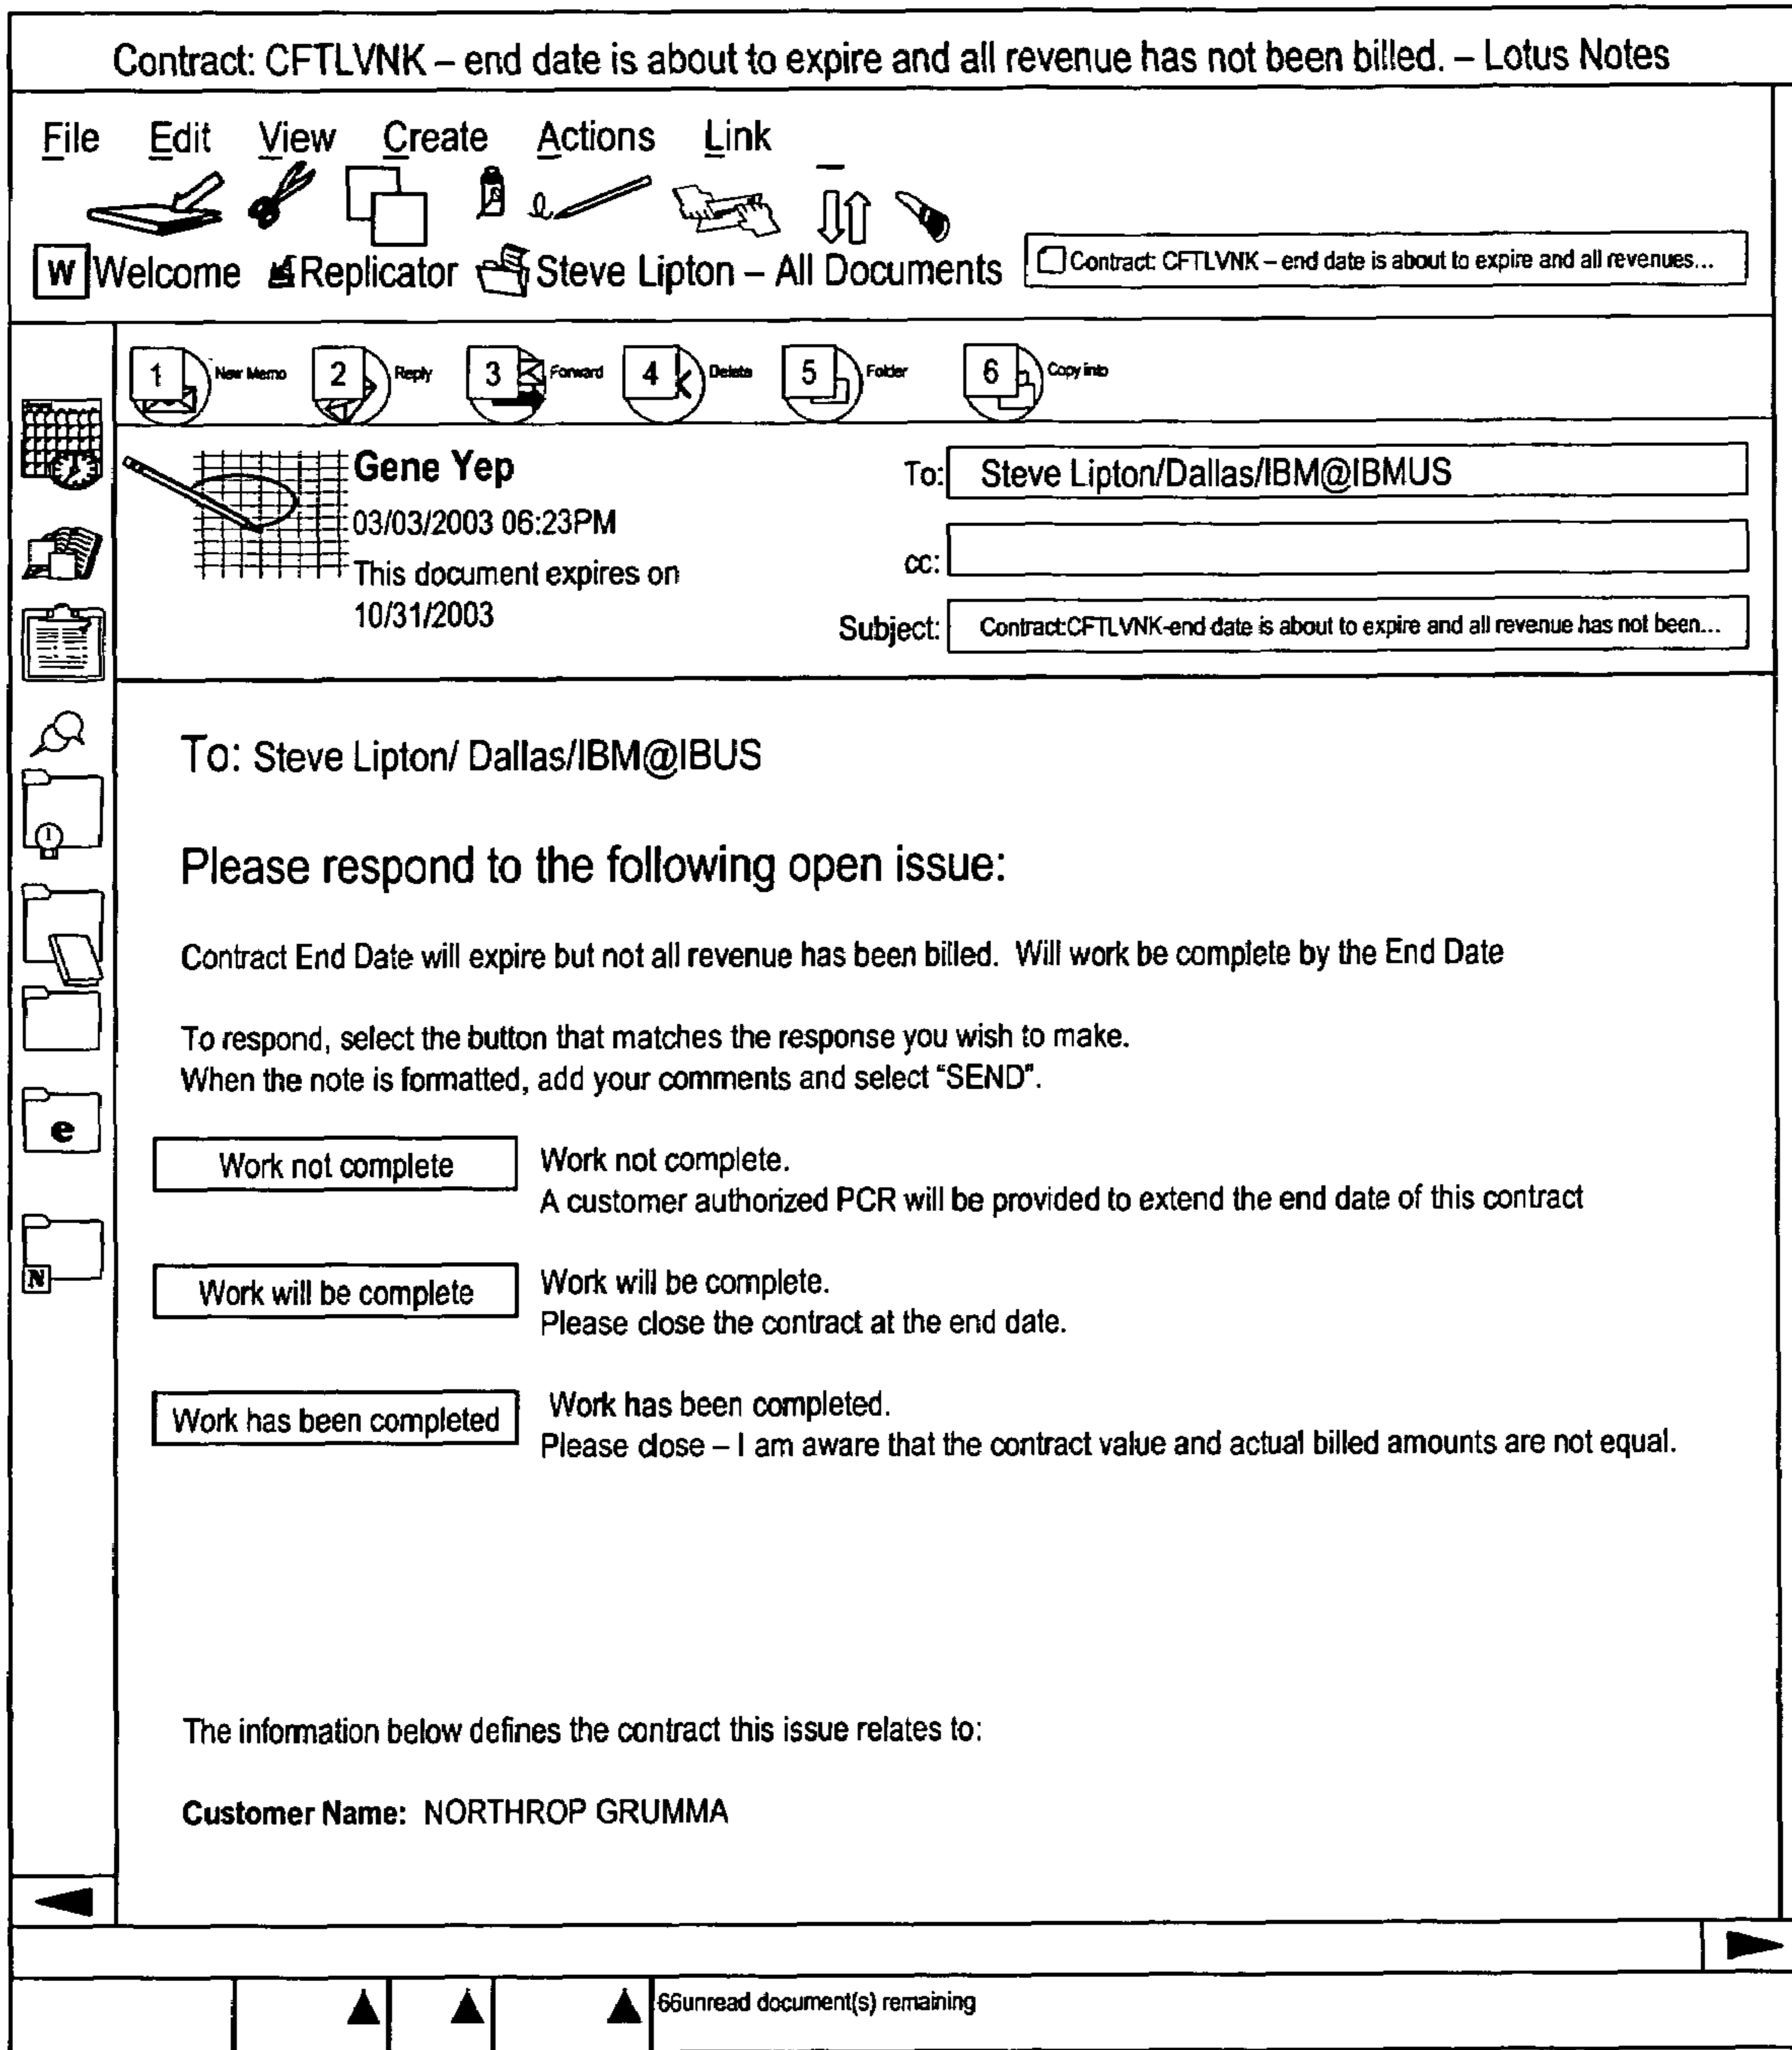 Contract: CFTLVNK – end date is about to expire and all revenue has not been billed. – Lotus Notes
File Edit View Create Actions Link
W Welcome Replicator Steve Lipton – All Documents Contract: CFTLVNK – end date is about to expire and all revenues...
1 New Memo 2 Reply 3 Forward 4 Delete 5 Folder 6 Copy into
Gene Yep
03/03/2003 06:23PM
This document expires on
10/31/2003
To: Steve Lipton/Dallas/IBM@IBMUS
cc:
Subject: Contract:CFTLVNK-end date is about to expire and all revenue has not been...
To: Steve Lipton/ Dallas/IBM@IBUS
1
Please respond to the following open issue:
Contract End Date will expire but not all revenue has been billed. Will work be complete by the End Date
To respond, select the button that matches the response you wish to make.
When the note is formatted, add your comments and select "SEND".
e
Work not complete Work not complete.
A customer authorized PCR will be provided to extend the end date of this contract
N
Work will be complete Work will be complete.
Please close the contract at the end date.
Work has been completed Work has been completed.
Please close – I am aware that the contract value and actual billed amounts are not equal.
The information below defines the contract this issue relates to:
Customer Name: NORTHROP GRUMMA
66unread document(s) remaining